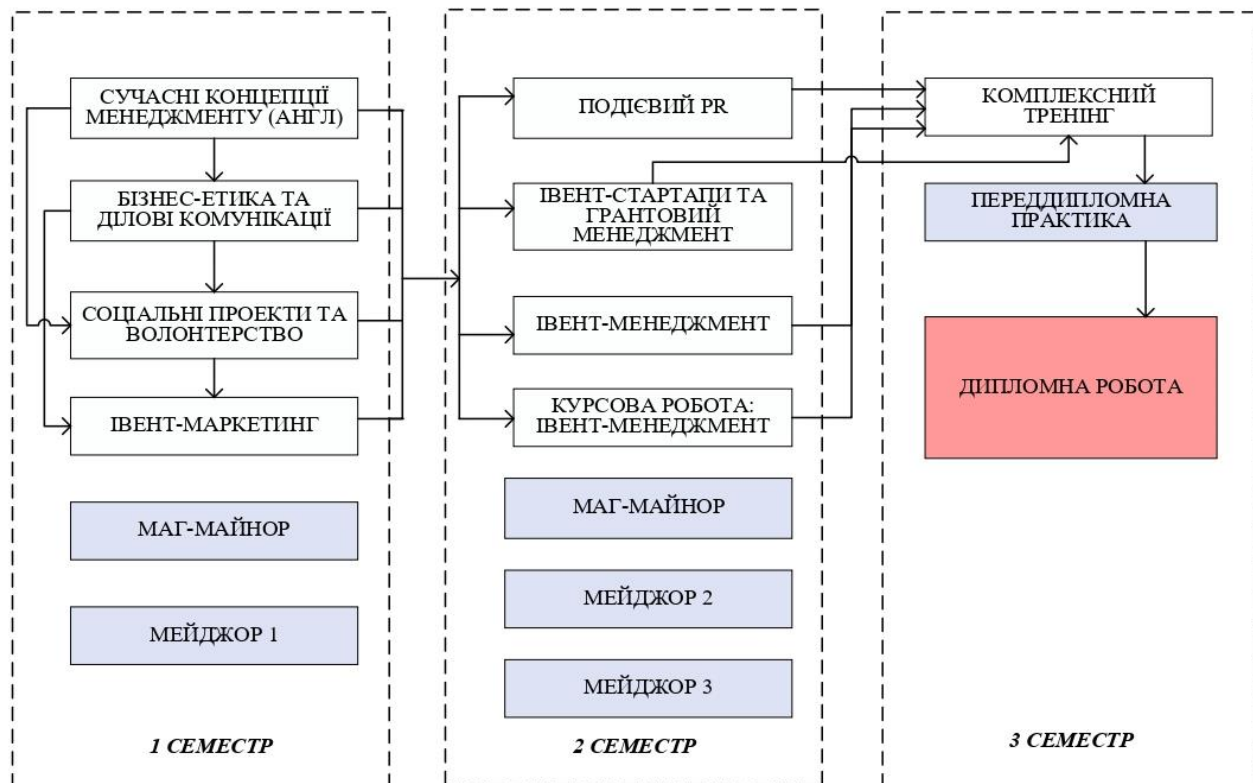 СУЧАСНІ КОНЦЕПЦІЇ
МЕНЕДЖМЕНТУ (АНГЛ)
БІЗНЕС-ЕТИКА ТА
ДІЛОВІ КОМУНІКАЦІЇ
СОЦІАЛЬНІ ПРОЕКТИ ТА
ВОЛОНТЕРСТВО
ІВЕНТ-МАРКЕТИНГ
МАГ-МАЙНОР
МЕЙДЖОР 1
1 СЕМЕСТР
ПОДІЄВИЙ PR
ІВЕНТ-СТАРТАПИ ТА
ГРАНТОВИЙ
МЕНЕДЖМЕНТ
ІВЕНТ-МЕНЕДЖМЕНТ
КУРСОВА РОБОТА:
ІВЕНТ-МЕНЕДЖМЕНТ
МАГ-МАЙНОР
МЕЙДЖОР 2
МЕЙДЖОР 3
2 СЕМЕСТР
КОМПЛЕКСНИЙ
ТРЕНІНГ
ПЕРЕДДИПЛОМНА
ПРАКТИКА
ДИПЛОМНА РОБОТА
3 СЕМЕСТР